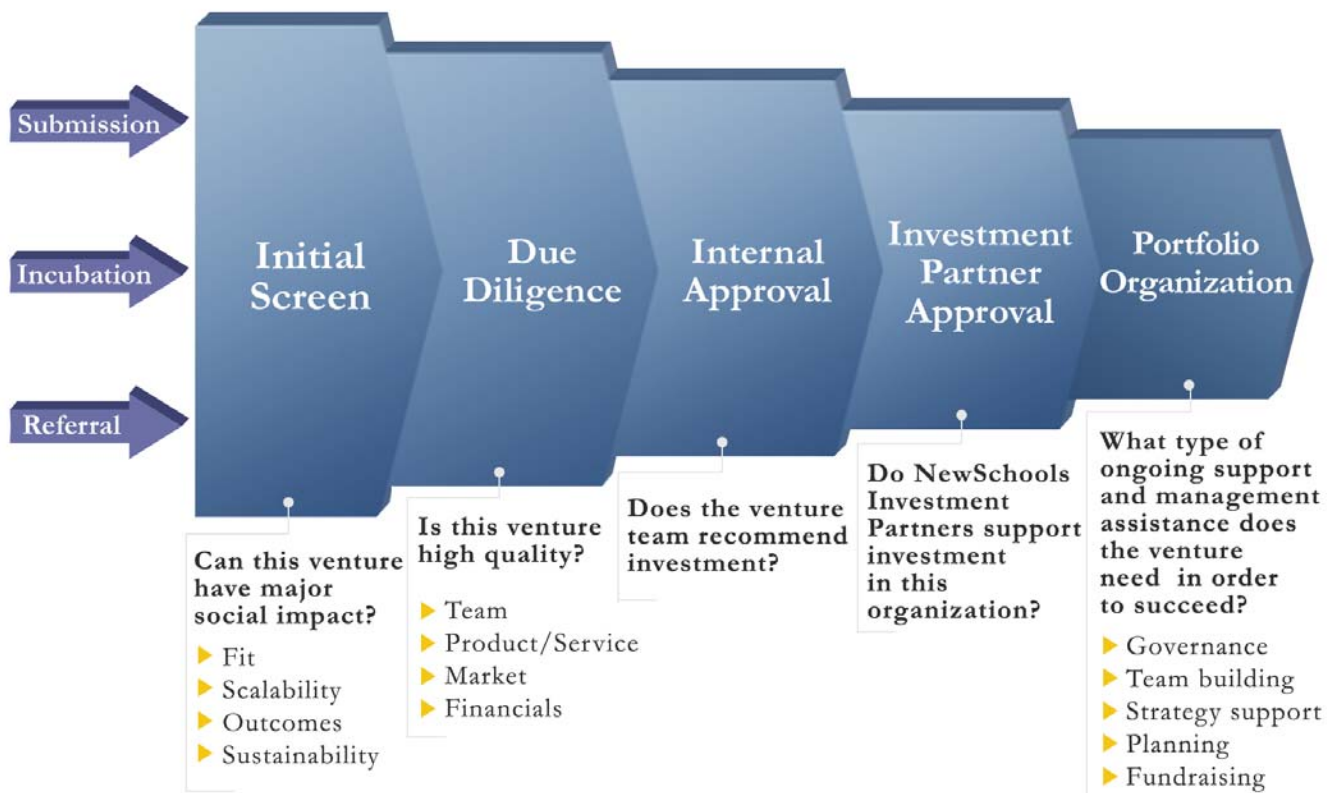 Submission
Incubation
Referral
Initial
Screen
Due
Diligence
Internal
Approval
Investment
Partner
Approval
Portfolio
Organization
Can this venture
have major
social impact?
Fit
Scalability
Outcomes
Sustainability
Is this venture
high quality?
Team
Product/Service
Market
Financials
Does the venture
team recommend
investment?
Do NewSchools
Investment
Partners support
investment
in this
organization?
What type of
ongoing support
and management
assistance does
the venture
need in order
to succeed?
Governance
Team building
Strategy support
Planning
Fundraising